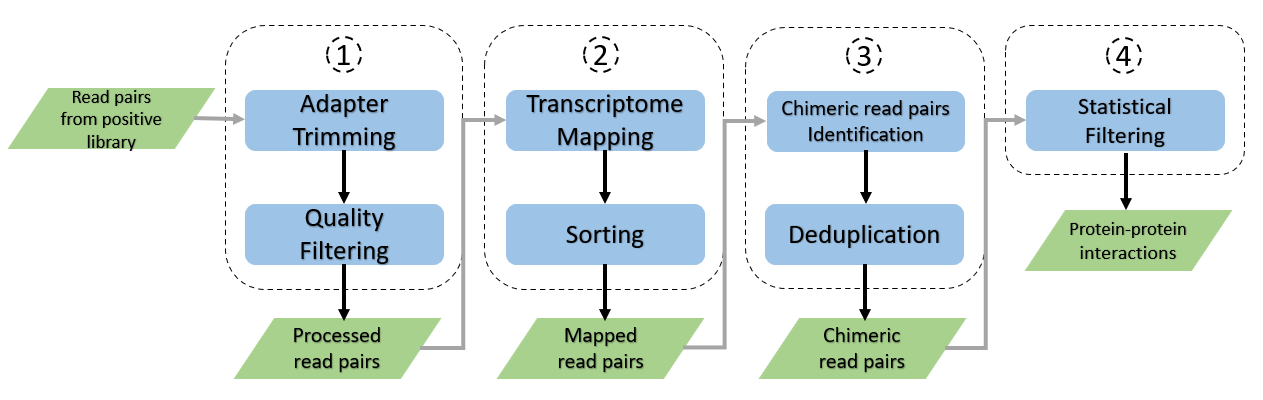 Read pairs
from positive
library
1
Adapter
Trimming
Quality
Filtering
Processed
read pairs
2
Transcriptome
Mapping
Sorting
Mapped
read pairs
3
Chimeric read pairs
Identification
Deduplication
Chimeric
read pairs
4
Statistical
Filtering
Protein-protein
interactions